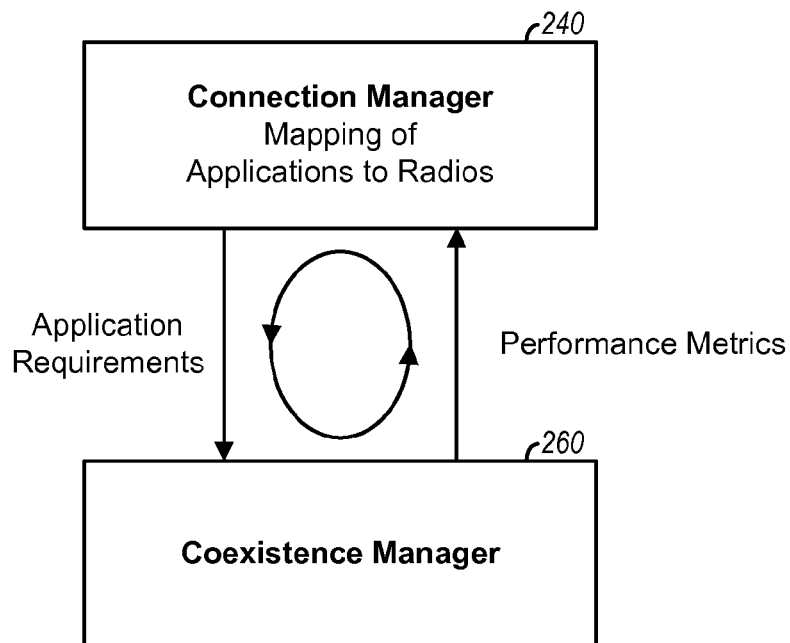 240
Connection Manager
Mapping of
Applications to Radios
Application
Requirements
Performance Metrics
260
Coexistence Manager